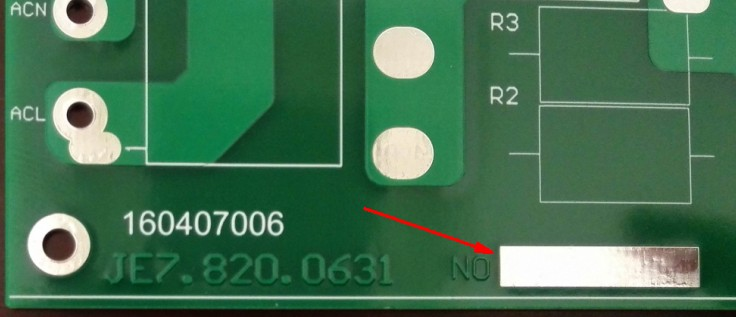 ACN
R3
R2
ACL
160407006
JE7.820.0631
NO